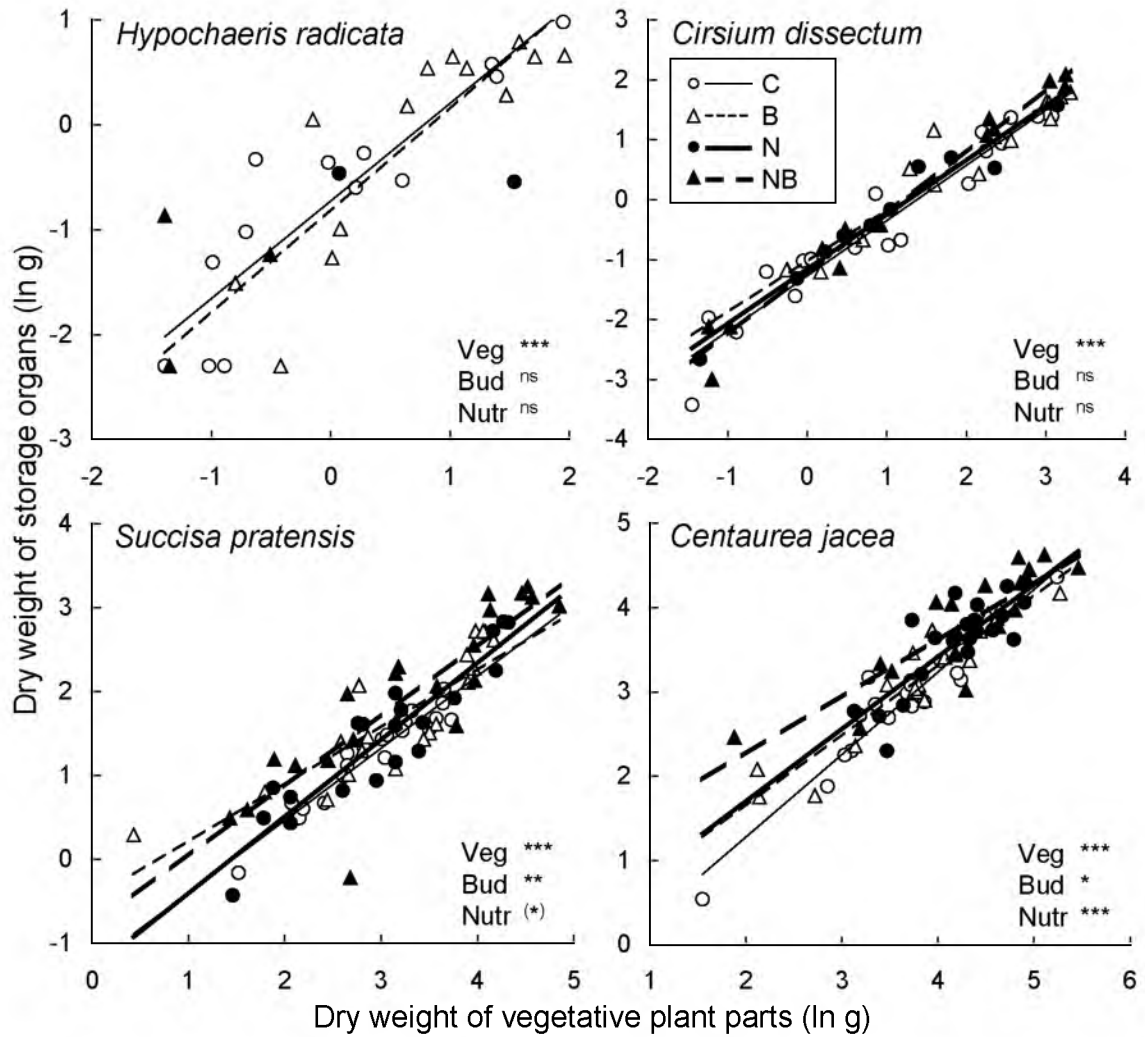 Dry weight of storage organs (ln g)
Hypochaeris radicata
1
0
-1
-2
-3
-2
-1
0
1
2
Veg ***
Bud ns
Nutr ns
Cirsium dissectum
C
B
N
NB
3
2
1
0
-1
-2
-3
-4
-2
-1
0
1
2
3
4
Veg ***
Bud ns
Nutr ns
Succisa pratensis
4
3
2
1
0
-1
0
1
2
3
4
5
Veg ***
Bud **
Nutr (*)
Centaurea jacea
5
4
3
2
1
0
1
2
3
4
5
6
Veg ***
Bud *
Nutr ***
Dry weight of vegetative plant parts (ln g)